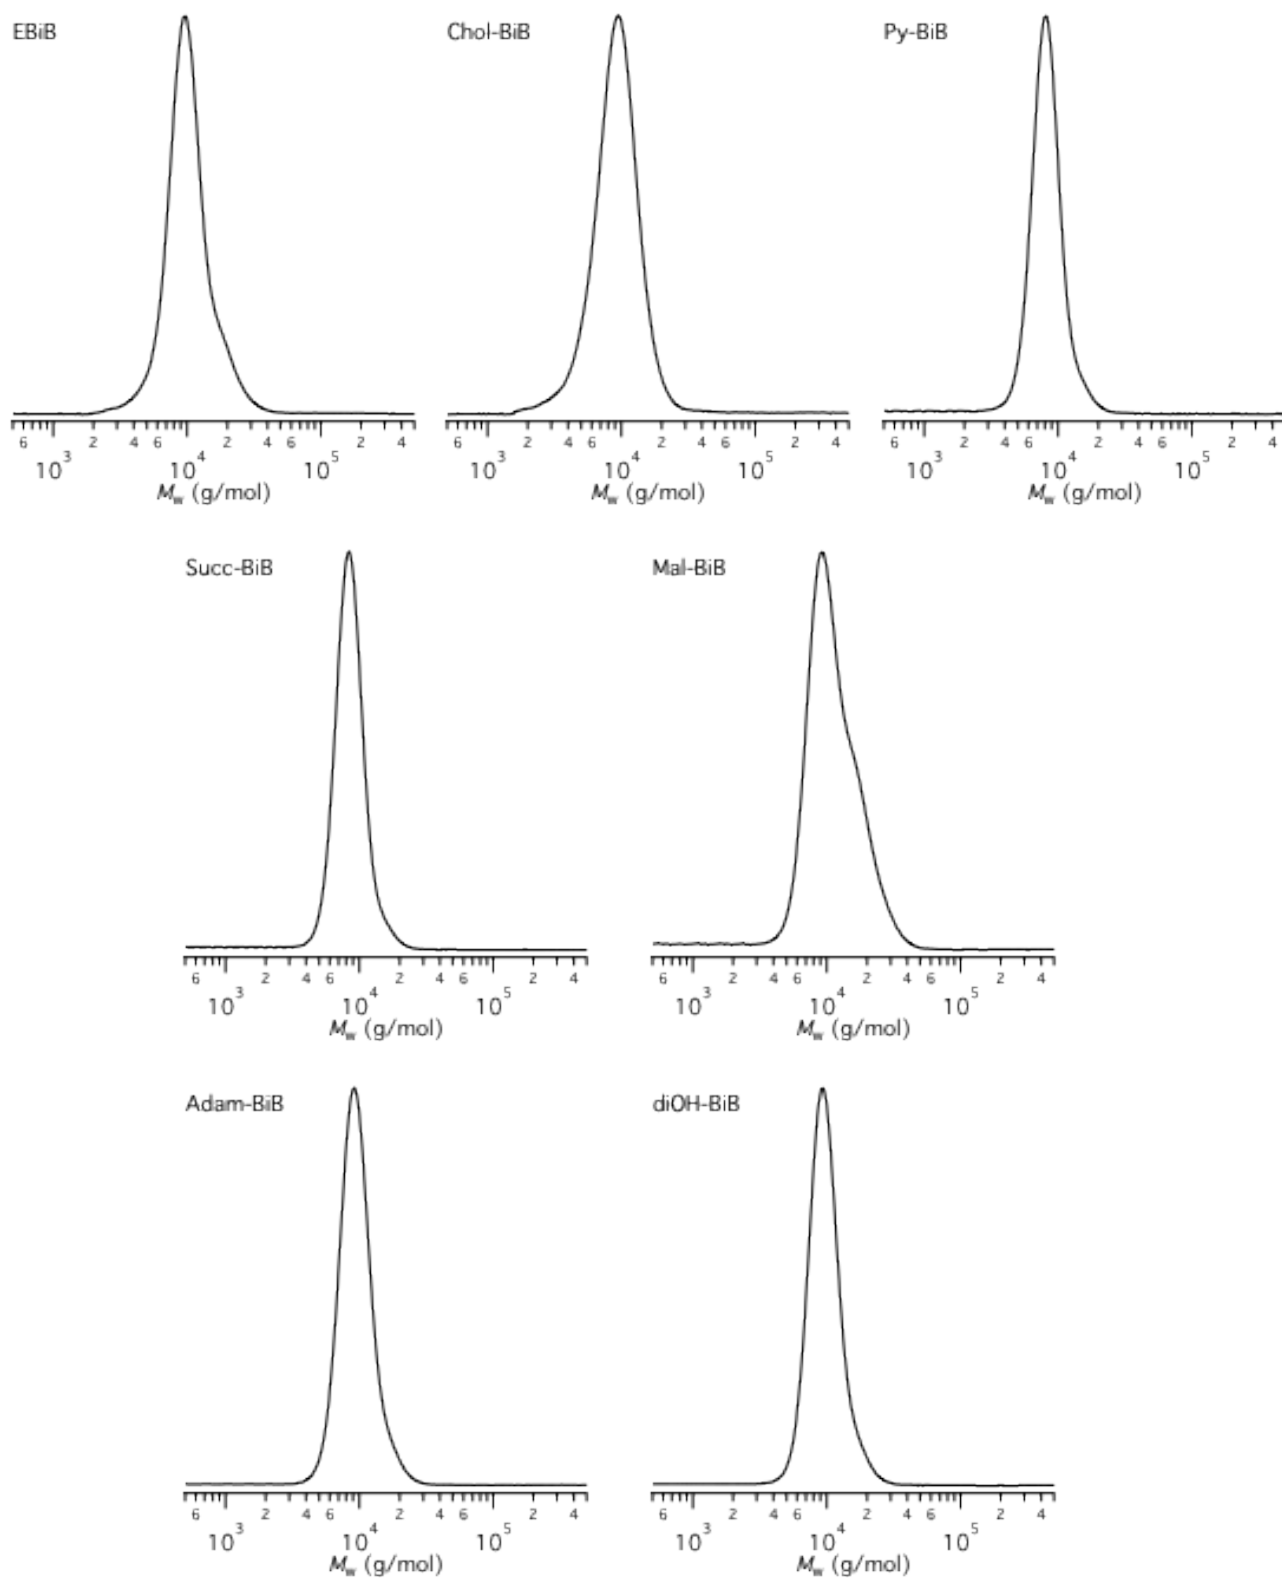 EBiB Chol-BiB Py-BiB
6 2 4 6 2 4 6 2 4 6 2 4 6 2 4 6 2 4 6 2 4 6 2 4 6 2 4
10³ 10⁴ 10⁵ 10³ 10⁴ 10⁵ 10³ 10⁴ 10⁵
Mw (g/mol) Mw (g/mol) Mw (g/mol)
Succ-BiB Mal-BiB
6 2 4 6 2 4 6 2 4 6 2 4 6 2 4 6 2 4
10³ 10⁴ 10⁵ 10³ 10⁴ 10⁵
Mw (g/mol) Mw (g/mol)
Adam-BiB diOH-BiB
6 2 4 6 2 4 6 2 4 6 2 4 6 2 4 6 2 4
10³ 10⁴ 10⁵ 10³ 10⁴ 10⁵
Mw (g/mol) Mw (g/mol)